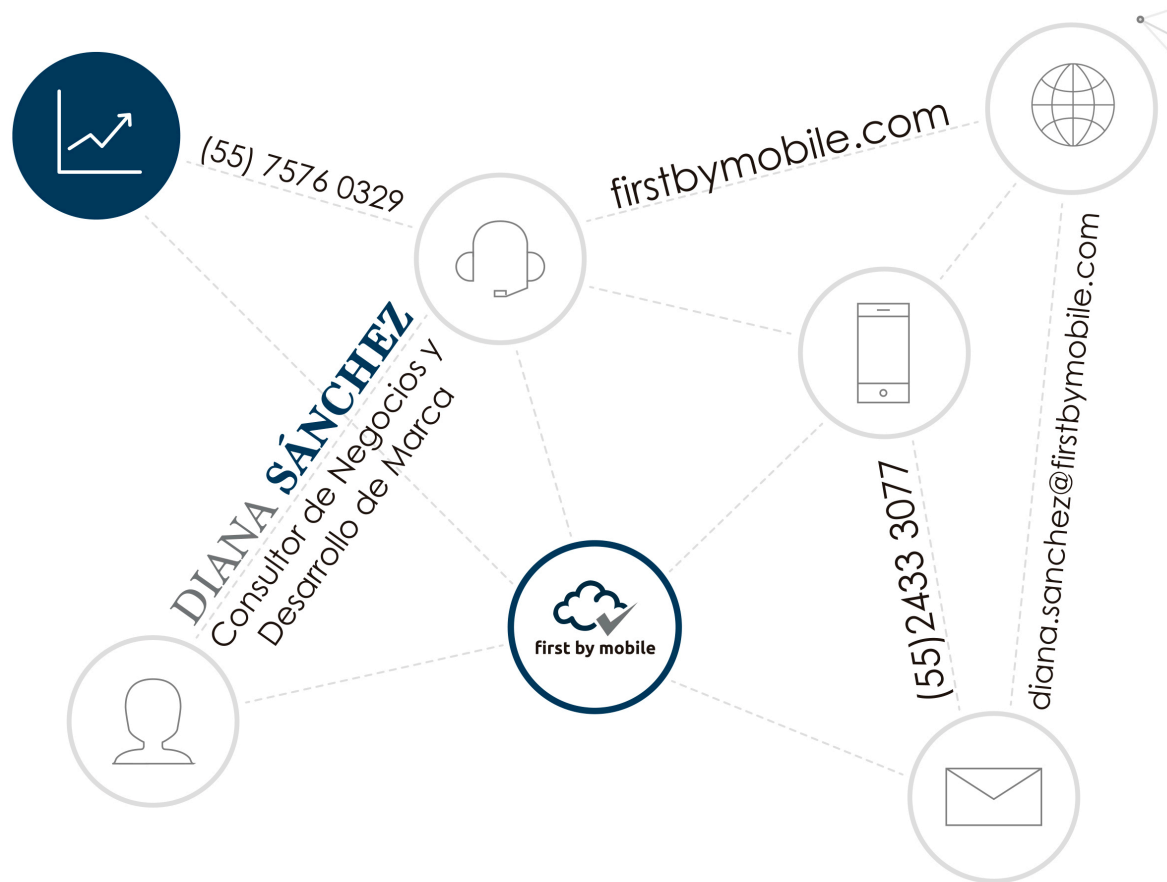 (55) 7576 0329
firstbymobile.com
DIANA SÁNCHEZ
Consultor de Negocios y
Desarrollo de Marca
(55)2433 3077
diana.sanchez@firstbymobile.com
first by mobile